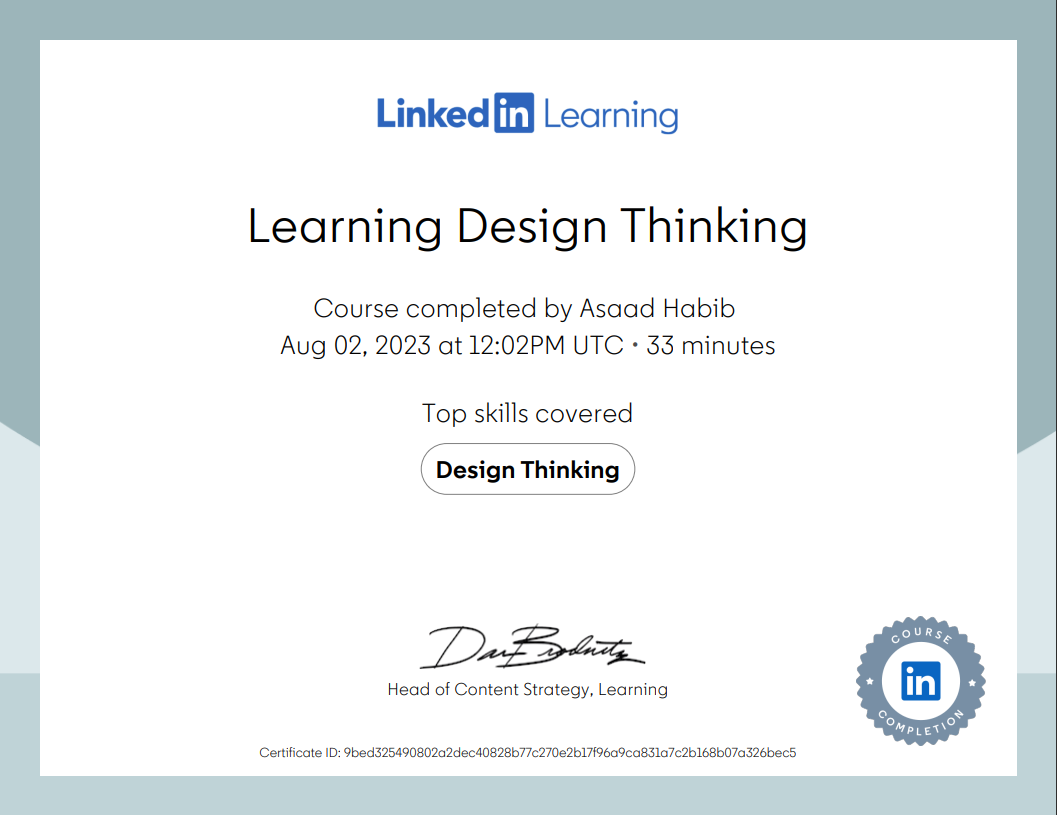 Linked in Learning
Learning Design Thinking
Course completed by Asaad Habib
Aug 02, 2023 at 12:02PM UTC • 33 minutes
Top skills covered
Design Thinking
Dan Brodnitz
Head of Content Strategy, Learning
COURSE
in
COMPLETION
Certificate ID: 9bed325490802a2dec40828b77c270e2b17f96a9ca831a7c2b168b07a326bec5